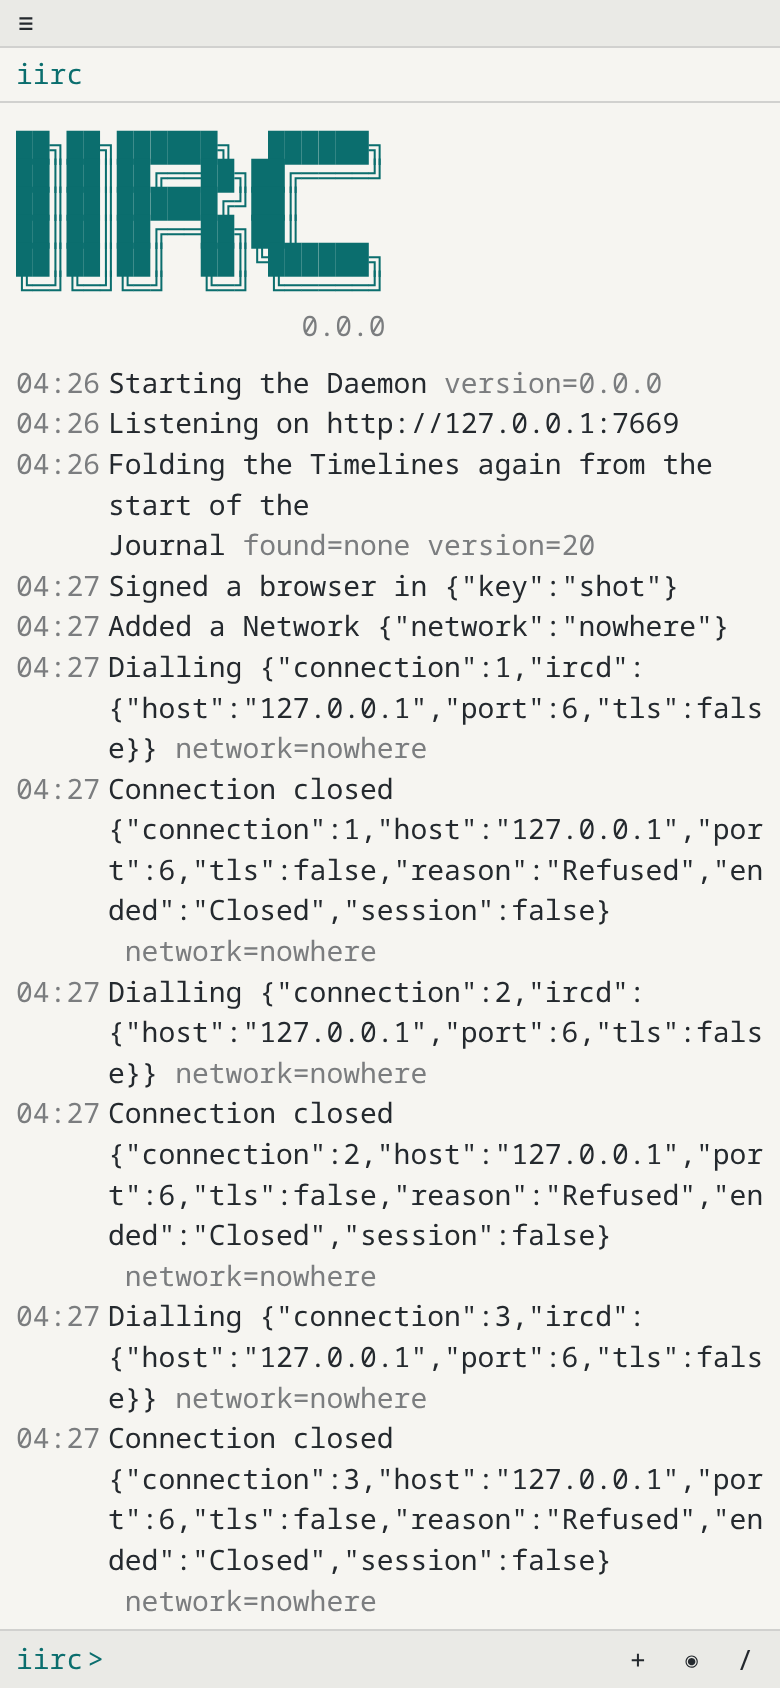 ≡
iirc
IIRC
0.0.0
04:26 Starting the Daemon version=0.0.0
04:26 Listening on http://127.0.0.1:7669
04:26 Folding the Timelines again from the
start of the
Journal found=none version=20
04:27 Signed a browser in {"key":"shot"}
04:27 Added a Network {"network":"nowhere"}
04:27 Dialling {"connection":1,"ircd":
{"host":"127.0.0.1","port":6,"tls":fals
e}} network=nowhere
04:27 Connection closed
{"connection":1,"host":"127.0.0.1","por
t":6,"tls":false,"reason":"Refused","en
ded":"Closed","session":false}
network=nowhere
04:27 Dialling {"connection":2,"ircd":
{"host":"127.0.0.1","port":6,"tls":fals
e}} network=nowhere
04:27 Connection closed
{"connection":2,"host":"127.0.0.1","por
t":6,"tls":false,"reason":"Refused","en
ded":"Closed","session":false}
network=nowhere
04:27 Dialling {"connection":3,"ircd":
{"host":"127.0.0.1","port":6,"tls":fals
e}} network=nowhere
04:27 Connection closed
{"connection":3,"host":"127.0.0.1","por
t":6,"tls":false,"reason":"Refused","en
ded":"Closed","session":false}
network=nowhere
iirc> + ◉ /